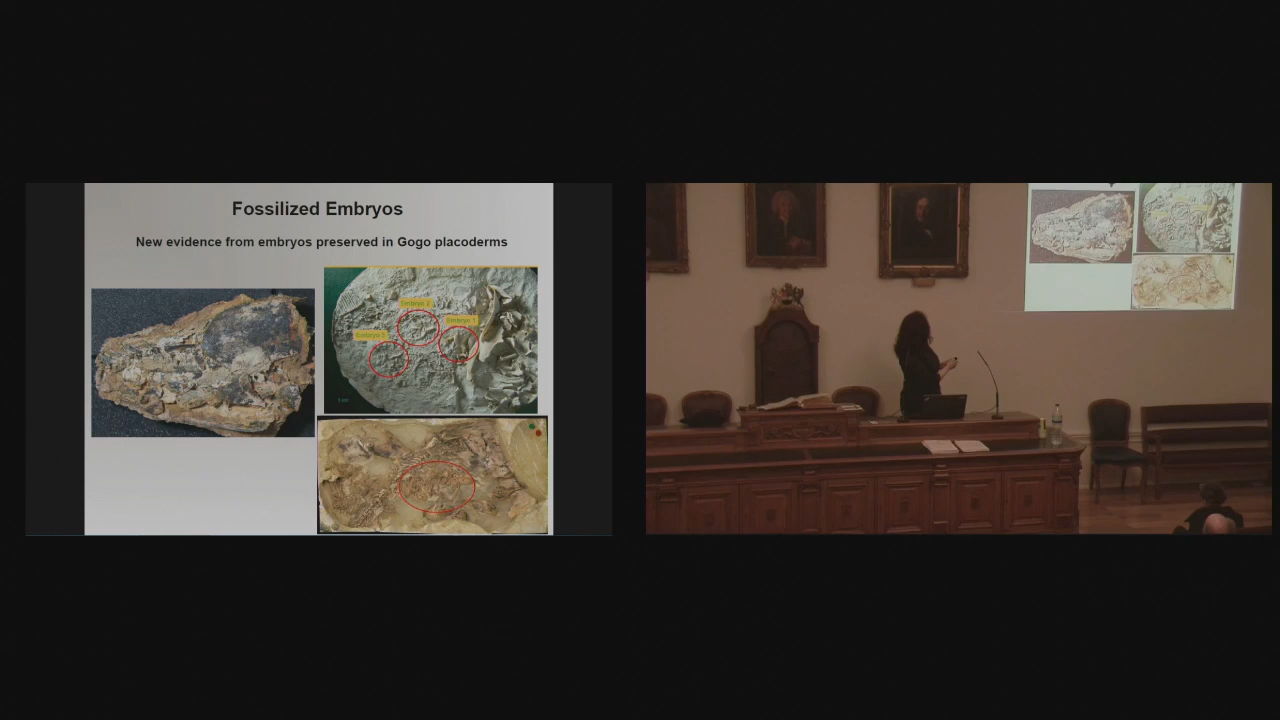 Fossilized Embryos
New evidence from embryos preserved in Gogo placoderms
Embryo 2
Embryo 1
Embryo 3